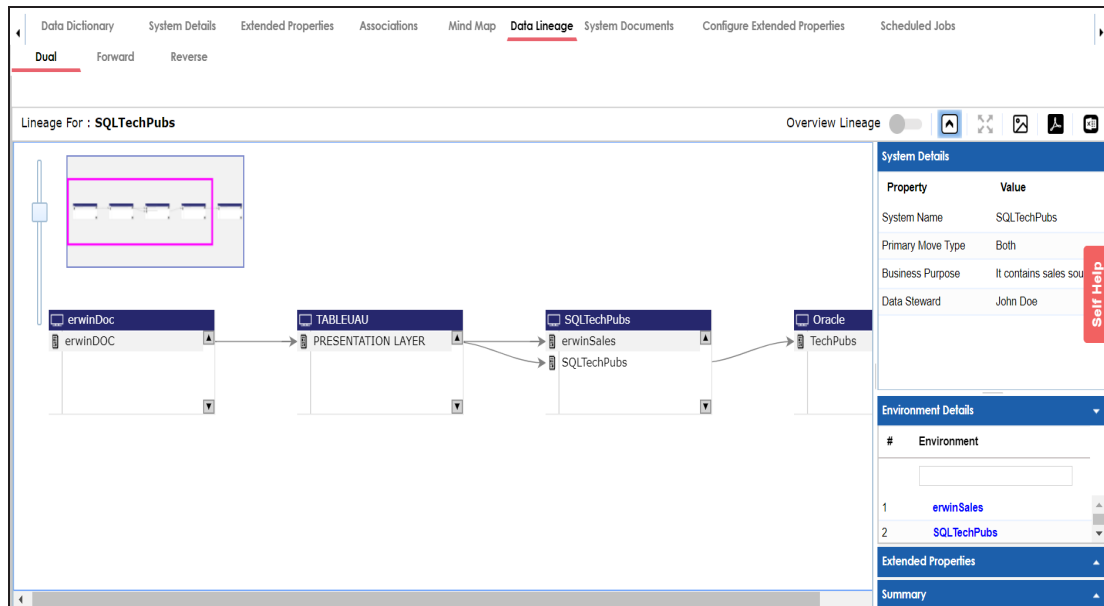 Data Dictionary System Details Extended Properties Associations Mind Map Data Lineage System Documents Configure Extended Properties Scheduled Jobs
Dual Forward Reverse
Lineage For : SQLTechPubs Overview Lineage
System Details
Property Value
System Name SQLTechPubs
Primary Move Type Both
Business Purpose It contains sales sou
Data Steward John Doe
Self Help
erwinDoc TABLEUAU SQLTechPubs Oracle
erwinDOC PRESENTATION LAYER erwinSales TechPubs
SQLTechPubs
Environment Details
# Environment
1 erwinSales
2 SQLTechPubs
Extended Properties
Summary